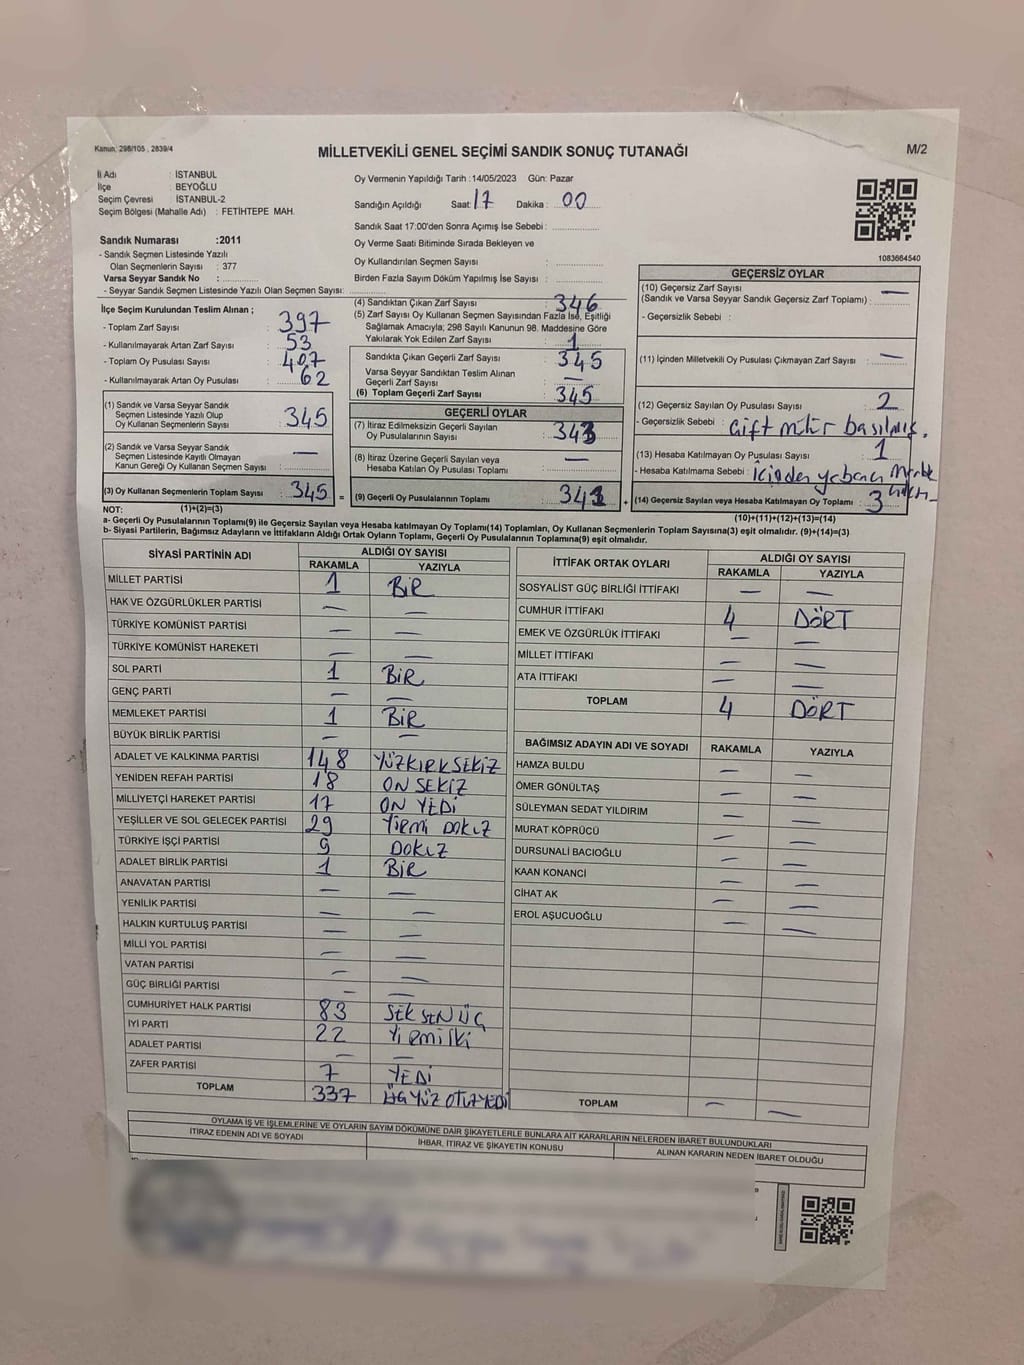 Kanun, 298/105 , 2839/4
MİLLETVEKİLİ GENEL SEÇİMİ SANDIK SONUÇ TUTANAĞI
M/2
İl Adı : İSTANBUL
İlçe : BEYOĞLU
Seçim Çevresi : İSTANBUL-2
Seçim Bölgesi (Mahalle Adı) : FETİHTEPE MAH.
Oy Vermenin Yapıldığı Tarih :14/05/2023 Gün: Pazar
Sandığın Açıldığı Saat: 17 Dakika : 00
Sandık Saati 17:00'den Sonra Açımış İse Sebebi :
Oy Verme Saati Bitiminde Sırada Bekleyen ve
Oy Kullandırılan Seçmen Sayısı :
Birden Fazla Sayım Döküm Yapılmış İse Sayısı :
1083664540
Sandık Numarası :2011
- Sandık Seçmen Listesinde Yazılı
Olan Seçmenlerin Sayısı : 377
Varsa Seyyar Sandık No :
- Seyyar Sandık Seçmen Listesinde Yazılı Olan Seçmen Sayısı:
İlçe Seçim Kurulundan Teslim Alınan ;
- Toplam Zarf Sayısı : 397
- Kullanılmayarak Artan Zarf Sayısı : 53
- Toplam Oy Pusulası Sayısı : 407
- Kullanılmayarak Artan Oy Pusulası : 62
(1) Sandık ve Varsa Seyyar Sandık
Seçmen Listesinde Yazılı Olup
Oy Kullanan Seçmenlerin Sayısı : 345
(2) Sandık ve Varsa Seyyar Sandık
Seçmen Listesinde Kayıtlı Olmayan
Kanun Gereği Oy Kullanan Seçmen Sayısı : —
(3) Oy Kullanan Seçmenlerin Toplam Sayısı : 345 =
(4) Sandıktan Çıkan Zarf Sayısı : 346
(5) Zarf Sayısı Oy Kullanan Seçmen Sayısından Fazla İse, Eşitliği
Sağlamak Amacıyla; 298 Sayılı Kanunun 98. Maddesine Göre
Yakılarak Yok Edilen Zarf Sayısı : 1
Sandıkta Çıkan Geçerli Zarf Sayısı : 345
Varsa Seyyar Sandıktan Teslim Alınan
Geçerli Zarf Sayısı : —
(6) Toplam Geçerli Zarf Sayısı : 345
GEÇERLİ OYLAR
(7) İtiraz Edilmeksizin Geçerli Sayılan
Oy Pusulalarının Sayısı : 343
(8) İtiraz Üzerine Geçerli Sayılan veya
Hesaba Katılan Oy Pusulası Toplamı : —
(9) Geçerli Oy Pusulalarının Toplamı : +
GEÇERSİZ OYLAR
(10) Geçersiz Zarf Sayısı
(Sandık ve Varsa Seyyar Sandık Geçersiz Zarf Toplamı) : —
- Geçersizlik Sebebi :
(11) İçinden Milletvekili Oy Pusulası Çıkmayan Zarf Sayısı : —
(12) Geçersiz Sayılan Oy Pusulası Sayısı : 2
- Geçersizlik Sebebi : Çift mühür basılmış.
(13) Hesaba Katılmayan Oy Pusulası Sayısı : 1
- Hesaba Katılmama Sebebi : İçinden yabancı
(14) Geçersiz Sayılan veya Hesaba Katılmayan Oy Toplamı : 3
NOT: (1)+(2)=(3) (10)+(11)+(12)+(13)=(14)
a- Geçerli Oy Pusulalarının Toplamı(9) ile Geçersiz Sayılan veya Hesaba katılmayan Oy Toplamı(14) Toplamları, Oy Kullanan Seçmenlerin Toplam Sayısına(3) eşit olmalıdır. (9)+(14)=(3)
b- Siyasi Partilerin, Bağımsız Adayların ve İttifakların Aldığı Oyların Toplamı, Geçerli Oy Pusulalarının Toplamına(9) eşit olmalıdır.
SİYASİ PARTİNİN ADI ALDIĞI OY SAYISI
RAKAMLA YAZIYLA
MİLLET PARTİSİ 1 BİR
HAK VE ÖZGÜRLÜKLER PARTİSİ — —
TÜRKİYE KOMÜNİST PARTİSİ — —
TÜRKİYE KOMÜNİST HAREKETİ — —
SOL PARTİ 1 BİR
GENÇ PARTİ — —
MEMLEKET PARTİSİ 1 BİR
BÜYÜK BİRLİK PARTİSİ — —
ADALET VE KALKINMA PARTİSİ 148 YÜZKIRKSEKİZ
YENİDEN REFAH PARTİSİ 18 ON SEKİZ
MİLLİYETÇİ HAREKET PARTİSİ 17 ON YEDİ
YEŞİLLER VE SOL GELECEK PARTİSİ 29 Yirmi DOKUZ
TÜRKİYE İŞÇİ PARTİSİ 9 DOKUZ
ADALET BİRLİK PARTİSİ 1 BİR
ANAVATAN PARTİSİ — —
YENİLİK PARTİSİ — —
HALKIN KURTULUŞ PARTİSİ — —
MİLLİ YOL PARTİSİ — —
VATAN PARTİSİ — —
GÜÇ BİRLİĞİ PARTİSİ — —
CUMHURİYET HALK PARTİSİ 83 SEKSEN ÜÇ
İYİ PARTİ 22 Yirmi İki
ADALET PARTİSİ — —
ZAFER PARTİSİ 7 YEDİ
TOPLAM 337 ÜÇ YÜZ OTUZYEDİ
İTTİFAK ORTAK OYLARI ALDIĞI OY SAYISI
RAKAMLA YAZIYLA
SOSYALİST GÜÇ BİRLİĞİ İTTİFAKI — —
CUMHUR İTTİFAKI 4 DÖRT
EMEK VE ÖZGÜRLÜK İTTİFAKI — —
MİLLET İTTİFAKI — —
ATA İTTİFAKI — —
TOPLAM 4 DÖRT
BAĞIMSIZ ADAYIN ADI VE SOYADI RAKAMLA YAZIYLA
HAMZA BULDU — —
ÖMER GÖNÜLTAŞ — —
SÜLEYMAN SEDAT YILDIRIM — —
MURAT KÖPRÜCÜ — —
DURSUNALİ BACIOĞLU — —
KAAN KONANCİ — —
CİHAT AK — —
EROL AŞUCUOĞLU — —
TOPLAM — —
OYLAMA İŞ VE İŞLEMLERİNE VE OYLARIN SAYIM DÖKÜMÜNE DAİR ŞİKAYETLERLE BUNLARA AİT KARARLARIN NELERDEN İBARET BULUNDUKLARI
İTİRAZ EDENİN ADI VE SOYADI İHBAR, İTİRAZ VE ŞİKAYETİN KONUSU ALINAN KARARIN NEDEN İBARET OLDUĞU